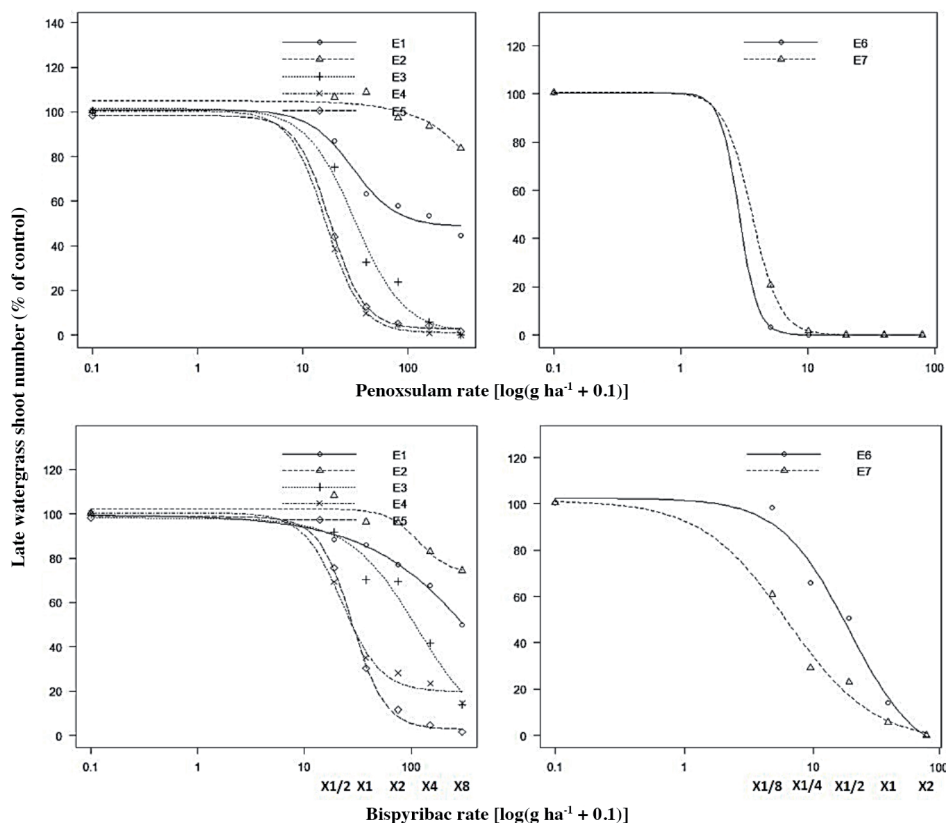 Late watergrass shoot number (% of control)
140
120
100
80
60
40
20
0
E1
E2
E3
E4
E5
0.1 1 10 100
120
100
80
60
40
20
0
E6
E7
0.1 1 10 100
Penoxsulam rate [log(g ha⁻¹ + 0.1)]
120
100
80
60
40
20
0
E1
E2
E3
E4
E5
0.1 1 10 100
X1/2 X1 X2 X4 X8
120
100
80
60
40
20
0
E6
E7
0.1 1 10 100
X1/8 X1/4 X1/2 X1 X2
Bispyribac rate [log(g ha⁻¹ + 0.1)]